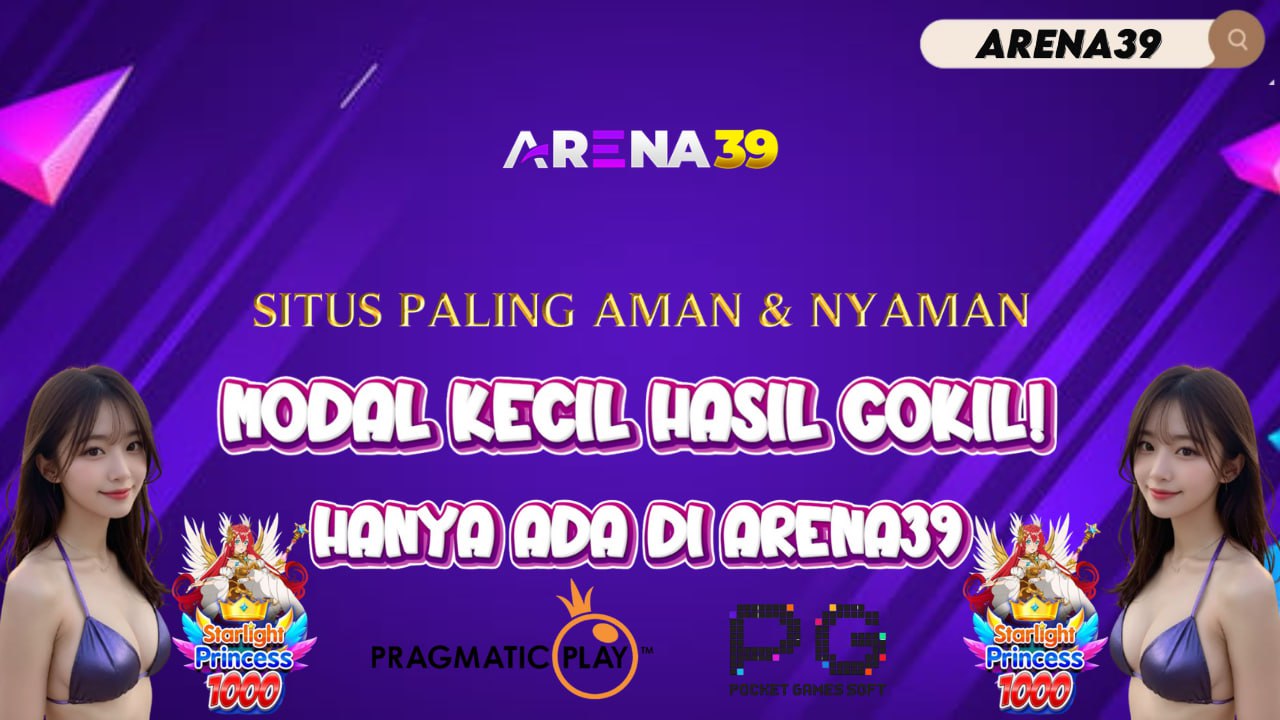 ARENA39
ARENA39
SITUS PALING AMAN & NYAMAN
MODAL KECIL HASIL GOKIL!
HANYA ADA DI ARENA39
Starlight
Princess
1000
PRAGMATIC PLAY™
PG
POCKET GAMES SOFT
Starlight
Princess
1000